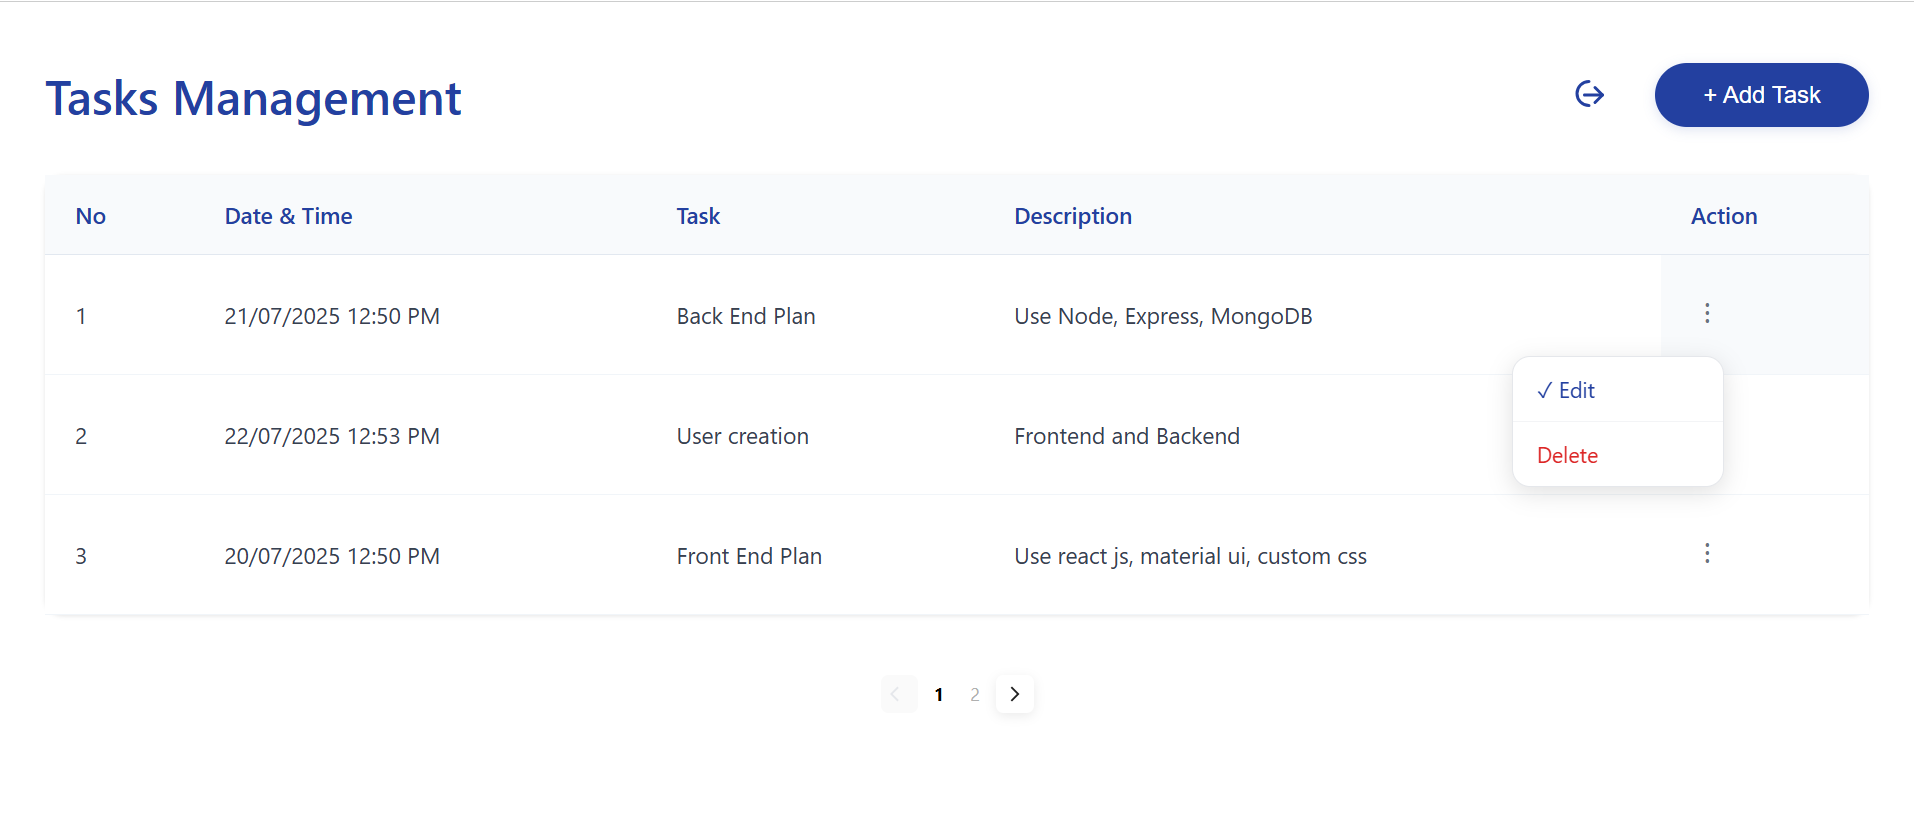 Tasks Management
+ Add Task
No Date & Time Task Description Action
1 21/07/2025 12:50 PM Back End Plan Use Node, Express, MongoDB
✓ Edit
2 22/07/2025 12:53 PM User creation Frontend and Backend
Delete
3 20/07/2025 12:50 PM Front End Plan Use react js, material ui, custom css
1 2